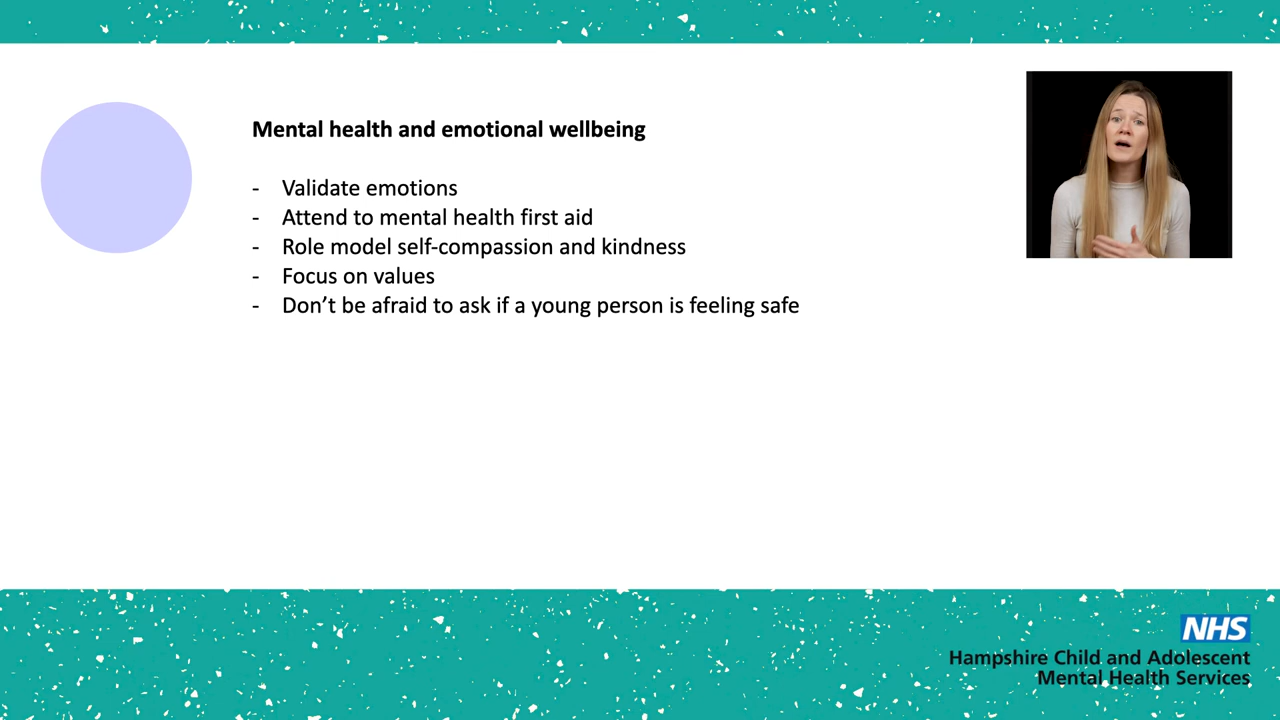 Mental health and emotional wellbeing
- Validate emotions
- Attend to mental health first aid
- Role model self-compassion and kindness
- Focus on values
- Don’t be afraid to ask if a young person is feeling safe
NHS
Hampshire Child and Adolescent
Mental Health Services